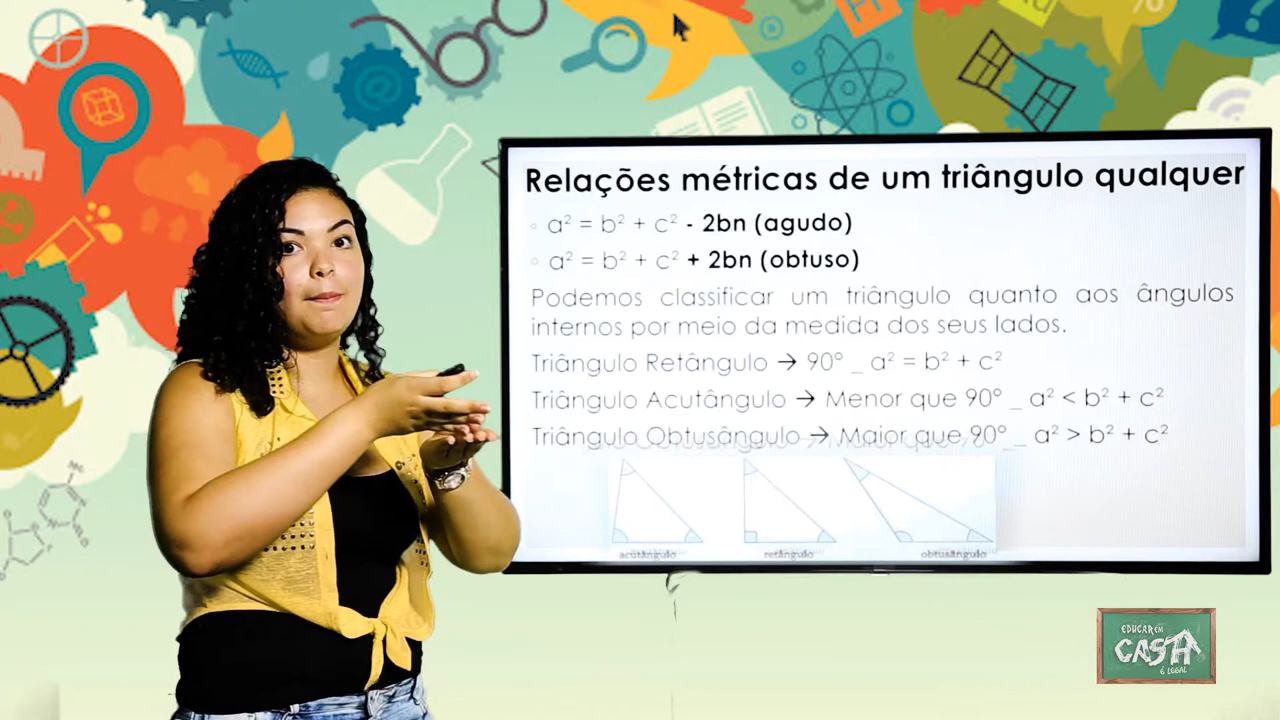 Relações métricas de um triângulo qualquer
a² = b² + c² - 2bn (agudo)
a² = b² + c² + 2bn (obtuso)
Podemos classificar um triângulo quanto aos ângulos
internos por meio da medida dos seus lados.
Triângulo Retângulo → 90° _ a² = b² + c²
Triângulo Acutângulo → Menor que 90° _ a² < b² + c²
Triângulo Obtusângulo → Maior que 90° _ a² > b² + c²
acutângulo retângulo obtusângulo
EDUCAR EM
CASA
É LEGAL